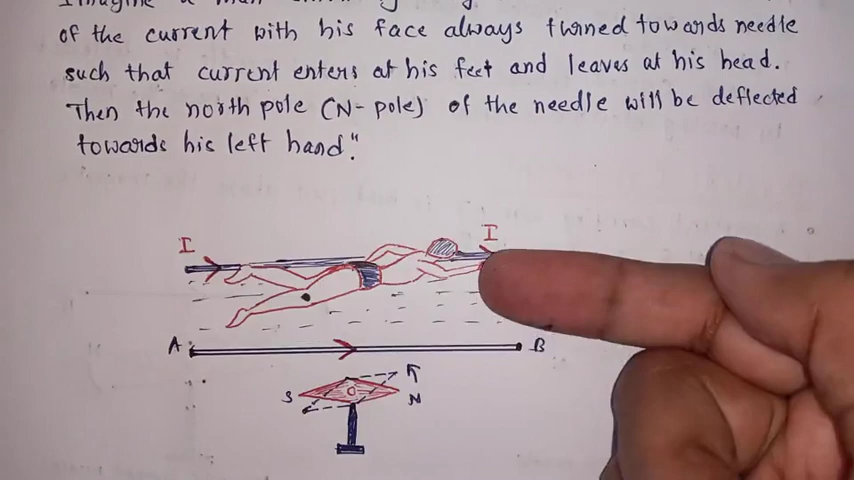 of the current with his face always turned towards needle
such that current enters at his feet and leaves at his head.
Then the north pole (N-pole) of the needle will be deflected
towards his left hand".
I
I
A
B
S
N